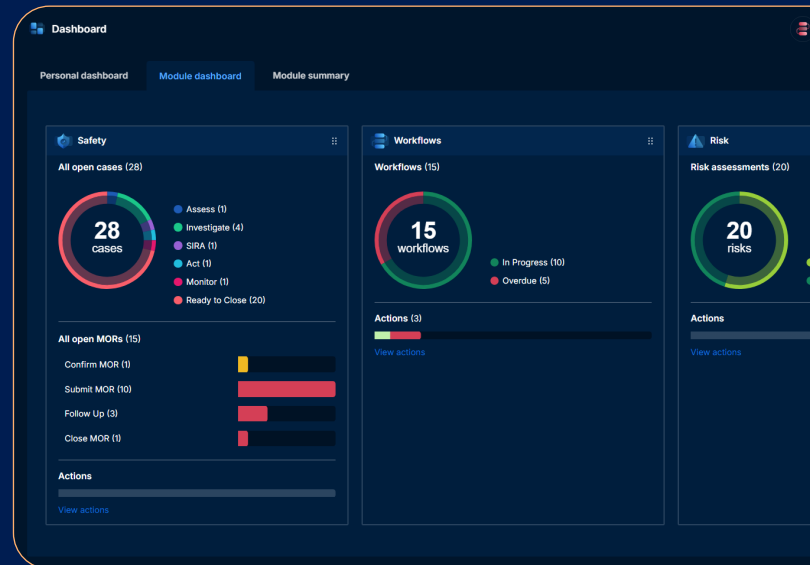 Dashboard
Personal dashboard
Module dashboard
Module summary
Safety
All open cases (28)
28
cases
Assess (1)
Investigate (4)
SIRA (1)
Act (1)
Monitor (1)
Ready to Close (20)
All open MORs (15)
Confirm MOR (1)
Submit MOR (10)
Follow Up (3)
Close MOR (1)
Actions
View actions
Workflows
Workflows (15)
15
workflows
In Progress (10)
Overdue (5)
Actions (3)
View actions
Risk
Risk assessments (20)
20
risks
Actions
View actions